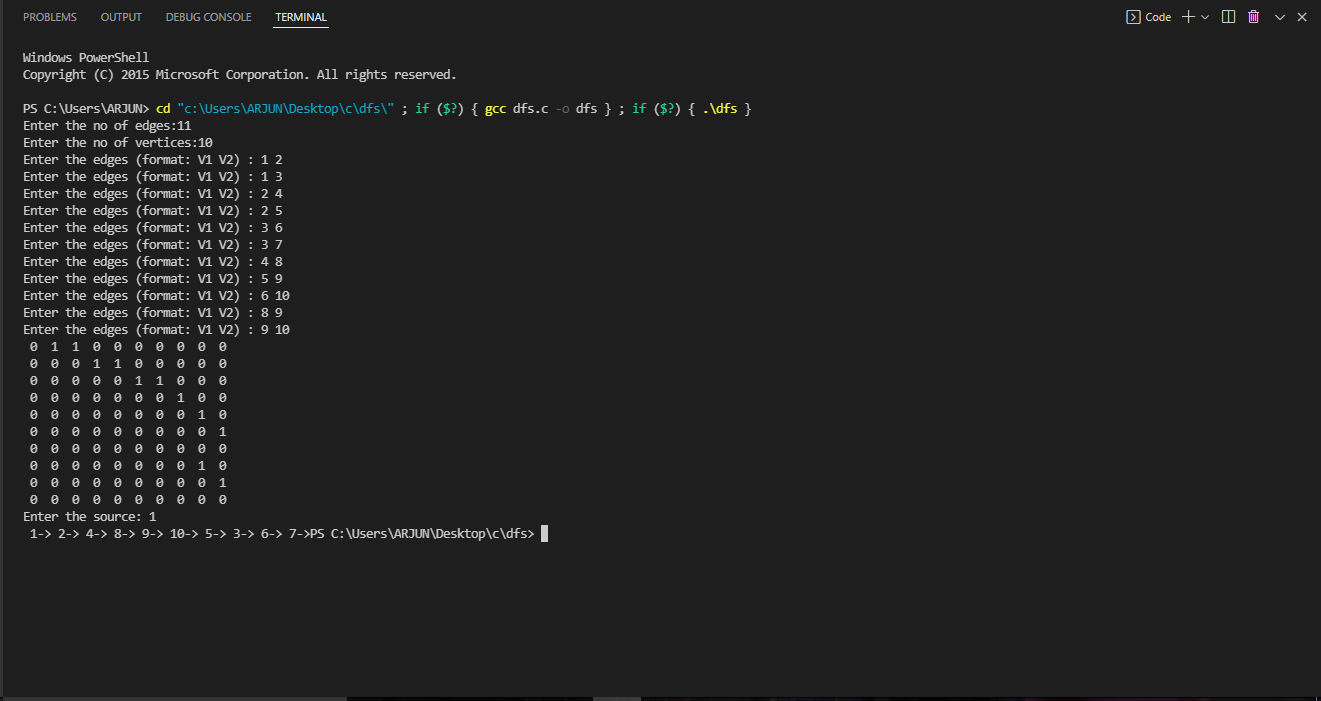 PROBLEMS OUTPUT DEBUG CONSOLE TERMINAL Code
Windows PowerShell
Copyright (C) 2015 Microsoft Corporation. All rights reserved.
PS C:\Users\ARJUN> cd "c:\Users\ARJUN\Desktop\c\dfs\" ; if ($?) { gcc dfs.c -o dfs } ; if ($?) { .\dfs }
Enter the no of edges:11
Enter the no of vertices:10
Enter the edges (format: V1 V2) : 1 2
Enter the edges (format: V1 V2) : 1 3
Enter the edges (format: V1 V2) : 2 4
Enter the edges (format: V1 V2) : 2 5
Enter the edges (format: V1 V2) : 3 6
Enter the edges (format: V1 V2) : 3 7
Enter the edges (format: V1 V2) : 4 8
Enter the edges (format: V1 V2) : 5 9
Enter the edges (format: V1 V2) : 6 10
Enter the edges (format: V1 V2) : 8 9
Enter the edges (format: V1 V2) : 9 10
0 1 1 0 0 0 0 0 0 0
0 0 0 1 1 0 0 0 0 0
0 0 0 0 0 1 1 0 0 0
0 0 0 0 0 0 0 1 0 0
0 0 0 0 0 0 0 0 1 0
0 0 0 0 0 0 0 0 0 1
0 0 0 0 0 0 0 0 0 0
0 0 0 0 0 0 0 0 1 0
0 0 0 0 0 0 0 0 0 1
0 0 0 0 0 0 0 0 0 0
Enter the source: 1
1-> 2-> 4-> 8-> 9-> 10-> 5-> 3-> 6-> 7->PS C:\Users\ARJUN\Desktop\c\dfs>